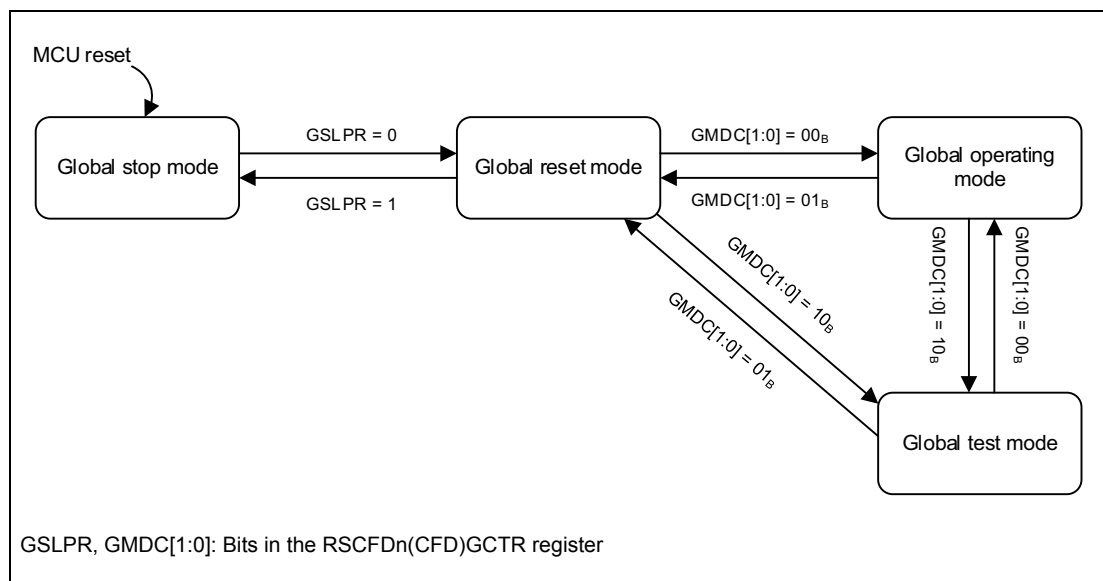 MCU reset
Global stop mode
GSLPR = 0
GSLPR = 1
Global reset mode
GMDC[1:0] = 00B
GMDC[1:0] = 01B
Global operating
mode
GMDC[1:0] = 10B
GMDC[1:0] = 01B
GMDC[1:0] = 10B
GMDC[1:0] = 00B
Global test mode
GSLPR, GMDC[1:0]: Bits in the RSCFDn(CFD)GCTR register